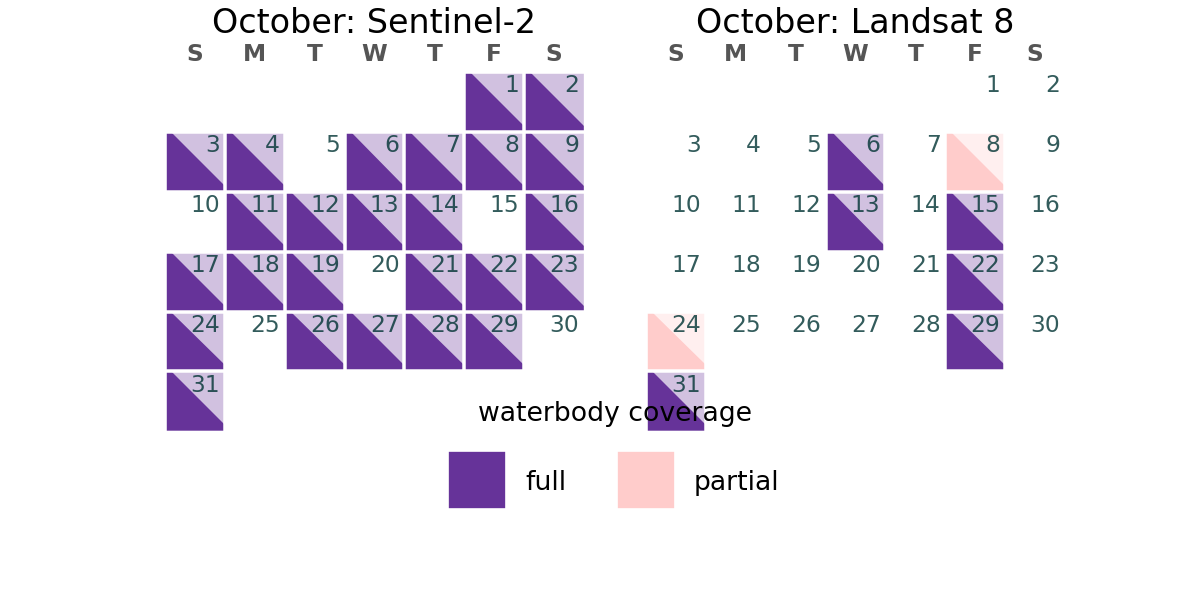 October: Sentinel-2
S M T W T F S
1 2
3 4 5 6 7 8 9
10 11 12 13 14 15 16
17 18 19 20 21 22 23
24 25 26 27 28 29 30
31
October: Landsat 8
S M T W T F S
1 2
3 4 5 6 7 8 9
10 11 12 13 14 15 16
17 18 19 20 21 22 23
24 25 26 27 28 29 30
31
waterbody coverage
full
partial